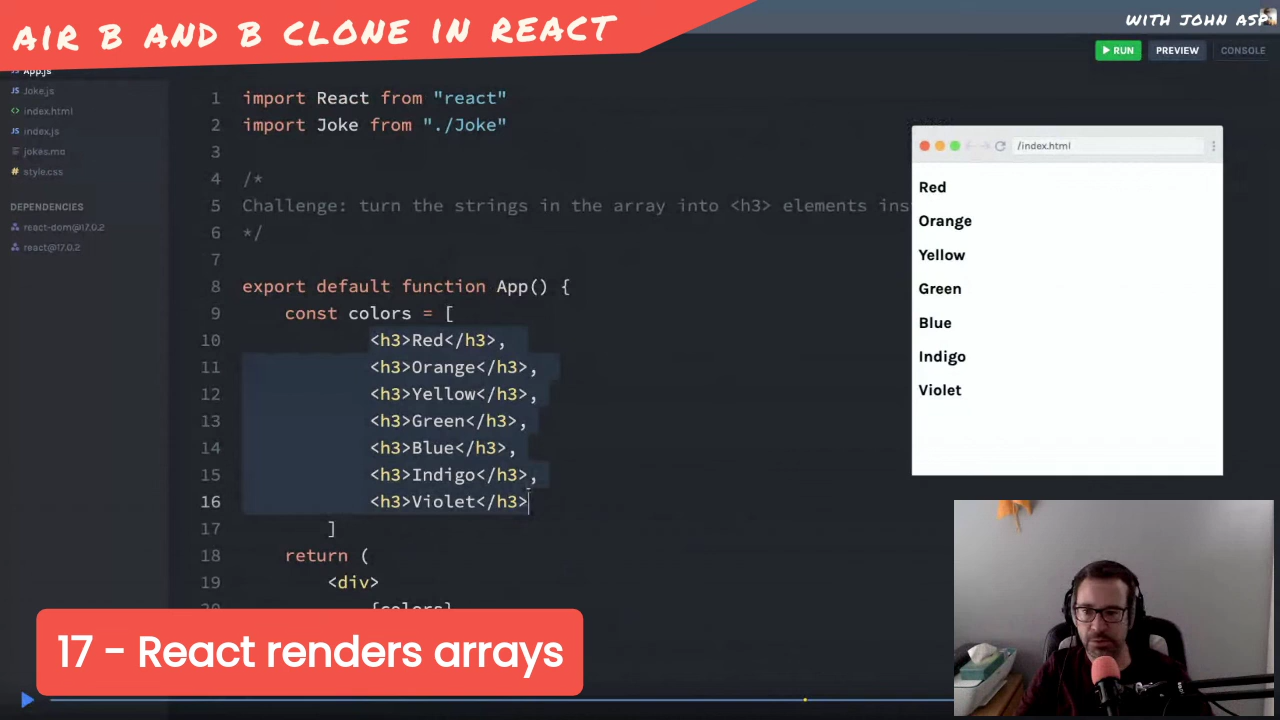 AIR B AND B CLONE IN REACT
WITH JOHN ASP
RUN
PREVIEW
CONSOLE
App.js
JS Joke.js
<> index.html
JS index.js
jokes.md
# style.css
DEPENDENCIES
react-dom@17.0.2
react@17.0.2
1 import React from "react"
2 import Joke from "./Joke"
3
4 /*
5 Challenge: turn the strings in the array into <h3> elements ins
6 */
7
8 export default function App() {
9 const colors = [
10 <h3>Red</h3>,
11 <h3>Orange</h3>,
12 <h3>Yellow</h3>,
13 <h3>Green</h3>,
14 <h3>Blue</h3>,
15 <h3>Indigo</h3>,
16 <h3>Violet</h3>
17 ]
18 return (
19 <div>
{colors}
/index.html
Red
Orange
Yellow
Green
Blue
Indigo
Violet
17 - React renders arrays